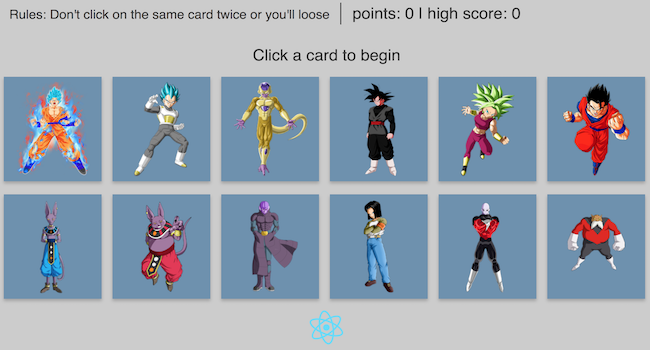 Rules: Don't click on the same card twice or you'll loose
points: 0 I high score: 0
Click a card to begin